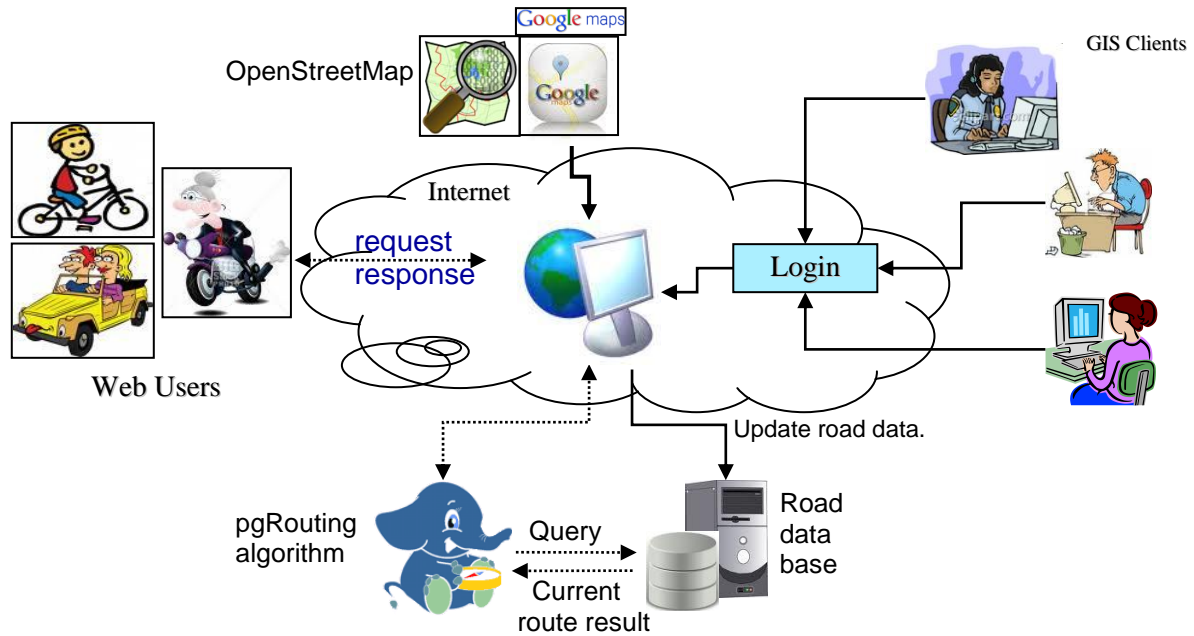 Google maps
GIS Clients
OpenStreetMap
Google
maps
Internet
request
response
Login
Web Users
Update road data.
pgRouting
algorithm
Query
Current
route result
Road
data
base